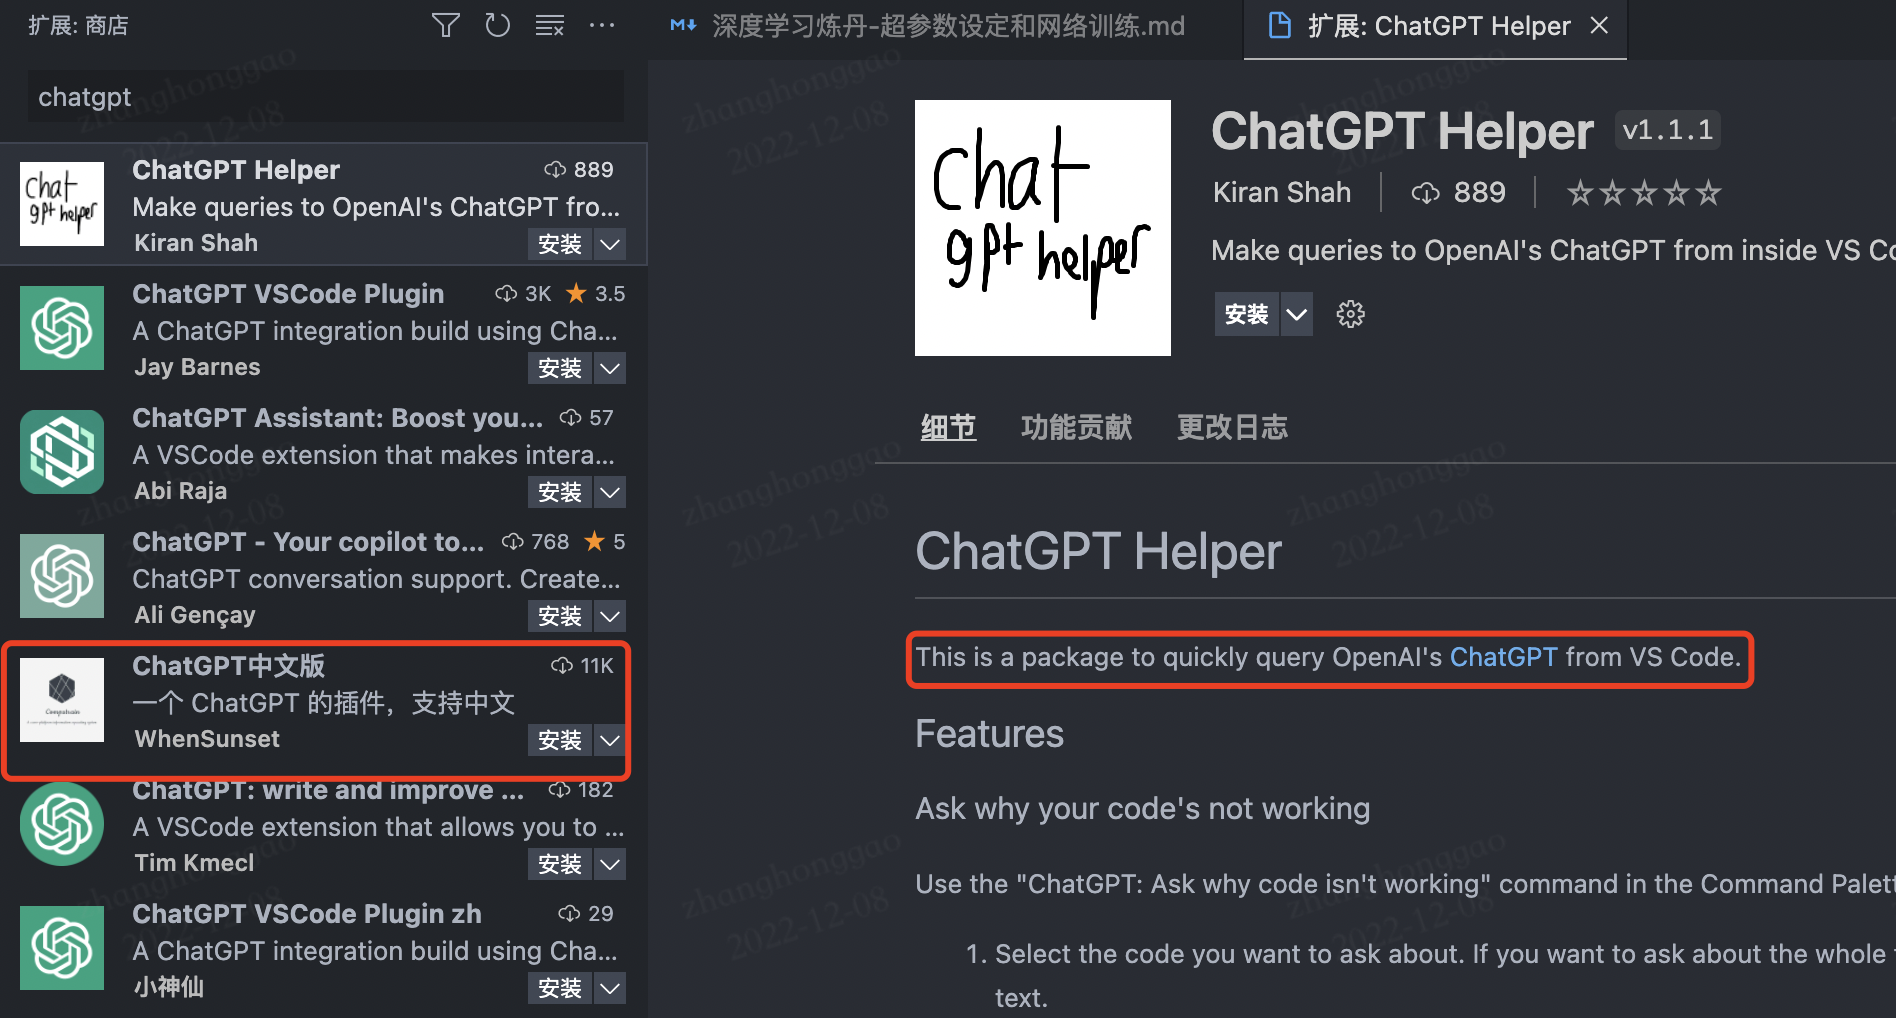 扩展: 商店
chatgpt
ChatGPT Helper 889
Make queries to OpenAI's ChatGPT fro...
Kiran Shah 安装
ChatGPT VSCode Plugin 3K ★ 3.5
A ChatGPT integration build using Cha...
Jay Barnes 安装
ChatGPT Assistant: Boost you... 57
A VSCode extension that makes intera...
Abi Raja 安装
ChatGPT - Your copilot to... 768 ★ 5
ChatGPT conversation support. Create...
Ali Gençay 安装
ChatGPT中文版 11K
一个 ChatGPT 的插件，支持中文
WhenSunset 安装
ChatGPT: write and improve ... 182
A VSCode extension that allows you to ...
Tim Kmecl 安装
ChatGPT VSCode Plugin zh 29
A ChatGPT integration build using Cha...
小神仙 安装
chat
gpt helper
深度学习炼丹-超参数设定和网络训练.md
扩展: ChatGPT Helper
chat
gpt helper
ChatGPT Helper v1.1.1
Kiran Shah 889 ☆☆☆☆☆
Make queries to OpenAI's ChatGPT from inside VS Co
安装
细节 功能贡献 更改日志
ChatGPT Helper
This is a package to quickly query OpenAI's ChatGPT from VS Code.
Features
Ask why your code's not working
Use the "ChatGPT: Ask why code isn't working" command in the Command Palett
1. Select the code you want to ask about. If you want to ask about the whole
text.
zhanghonggao
2022-12-08